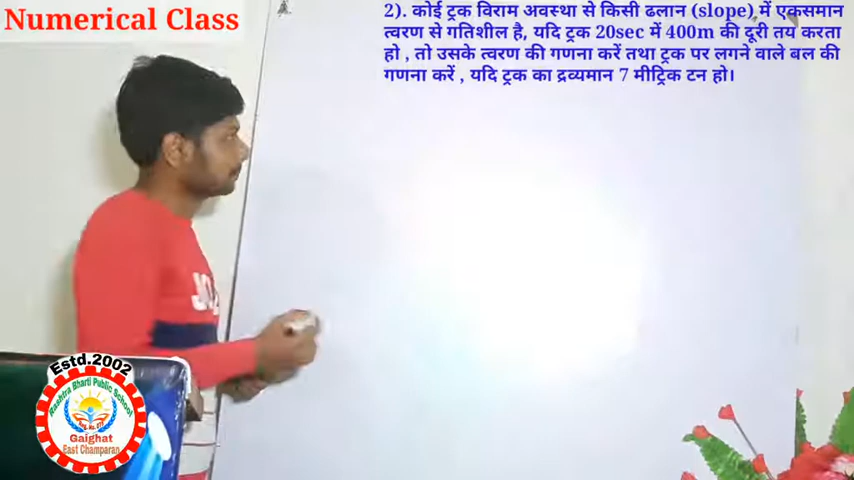 Numerical Class
2). कोई ट्रक विराम अवस्था से किसी ढलान (slope) में एकसमान
त्वरण से गतिशील है, यदि ट्रक 20sec में 400m की दूरी तय करता
हो , तो उसके त्वरण की गणना करें तथा ट्रक पर लगने वाले बल की
गणना करें , यदि ट्रक का द्रव्यमान 7 मीट्रिक टन हो।
Estd.2002
Rashtra Bharti Public School
Gaighat
East Champaran